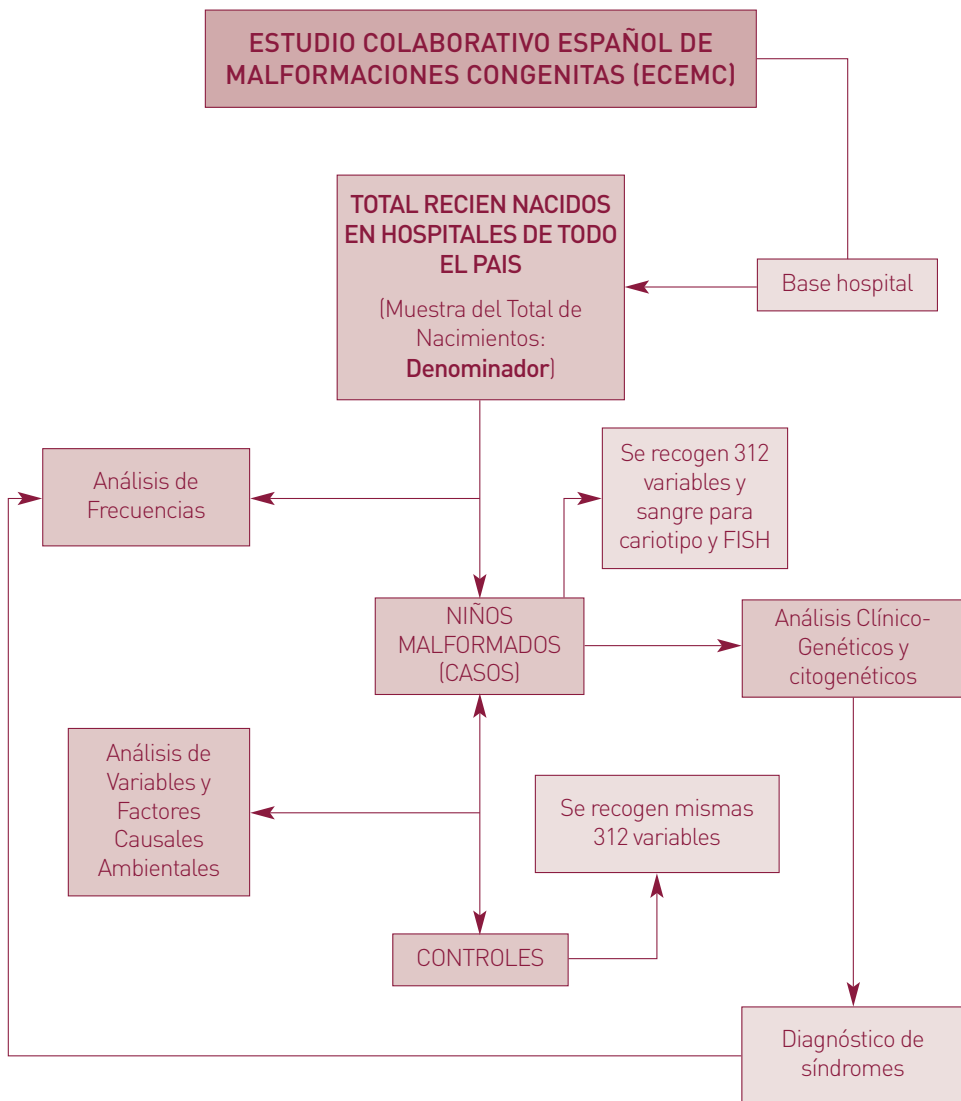 ESTUDIO COLABORATIVO ESPAÑOL DE
MALFORMACIONES CONGENITAS (ECEMC)
TOTAL RECIEN NACIDOS
EN HOSPITALES DE TODO
EL PAIS
(Muestra del Total de
Nacimientos:
Denominador)
Base hospital
Análisis de
Frecuencias
Se recogen 312
variables y
sangre para
cariotipo y FISH
NIÑOS
MALFORMADOS
(CASOS)
Análisis Clínico-
Genéticos y
citogenéticos
Análisis de
Variables y
Factores
Causales
Ambientales
Se recogen mismas
312 variables
CONTROLES
Diagnóstico de
síndromes